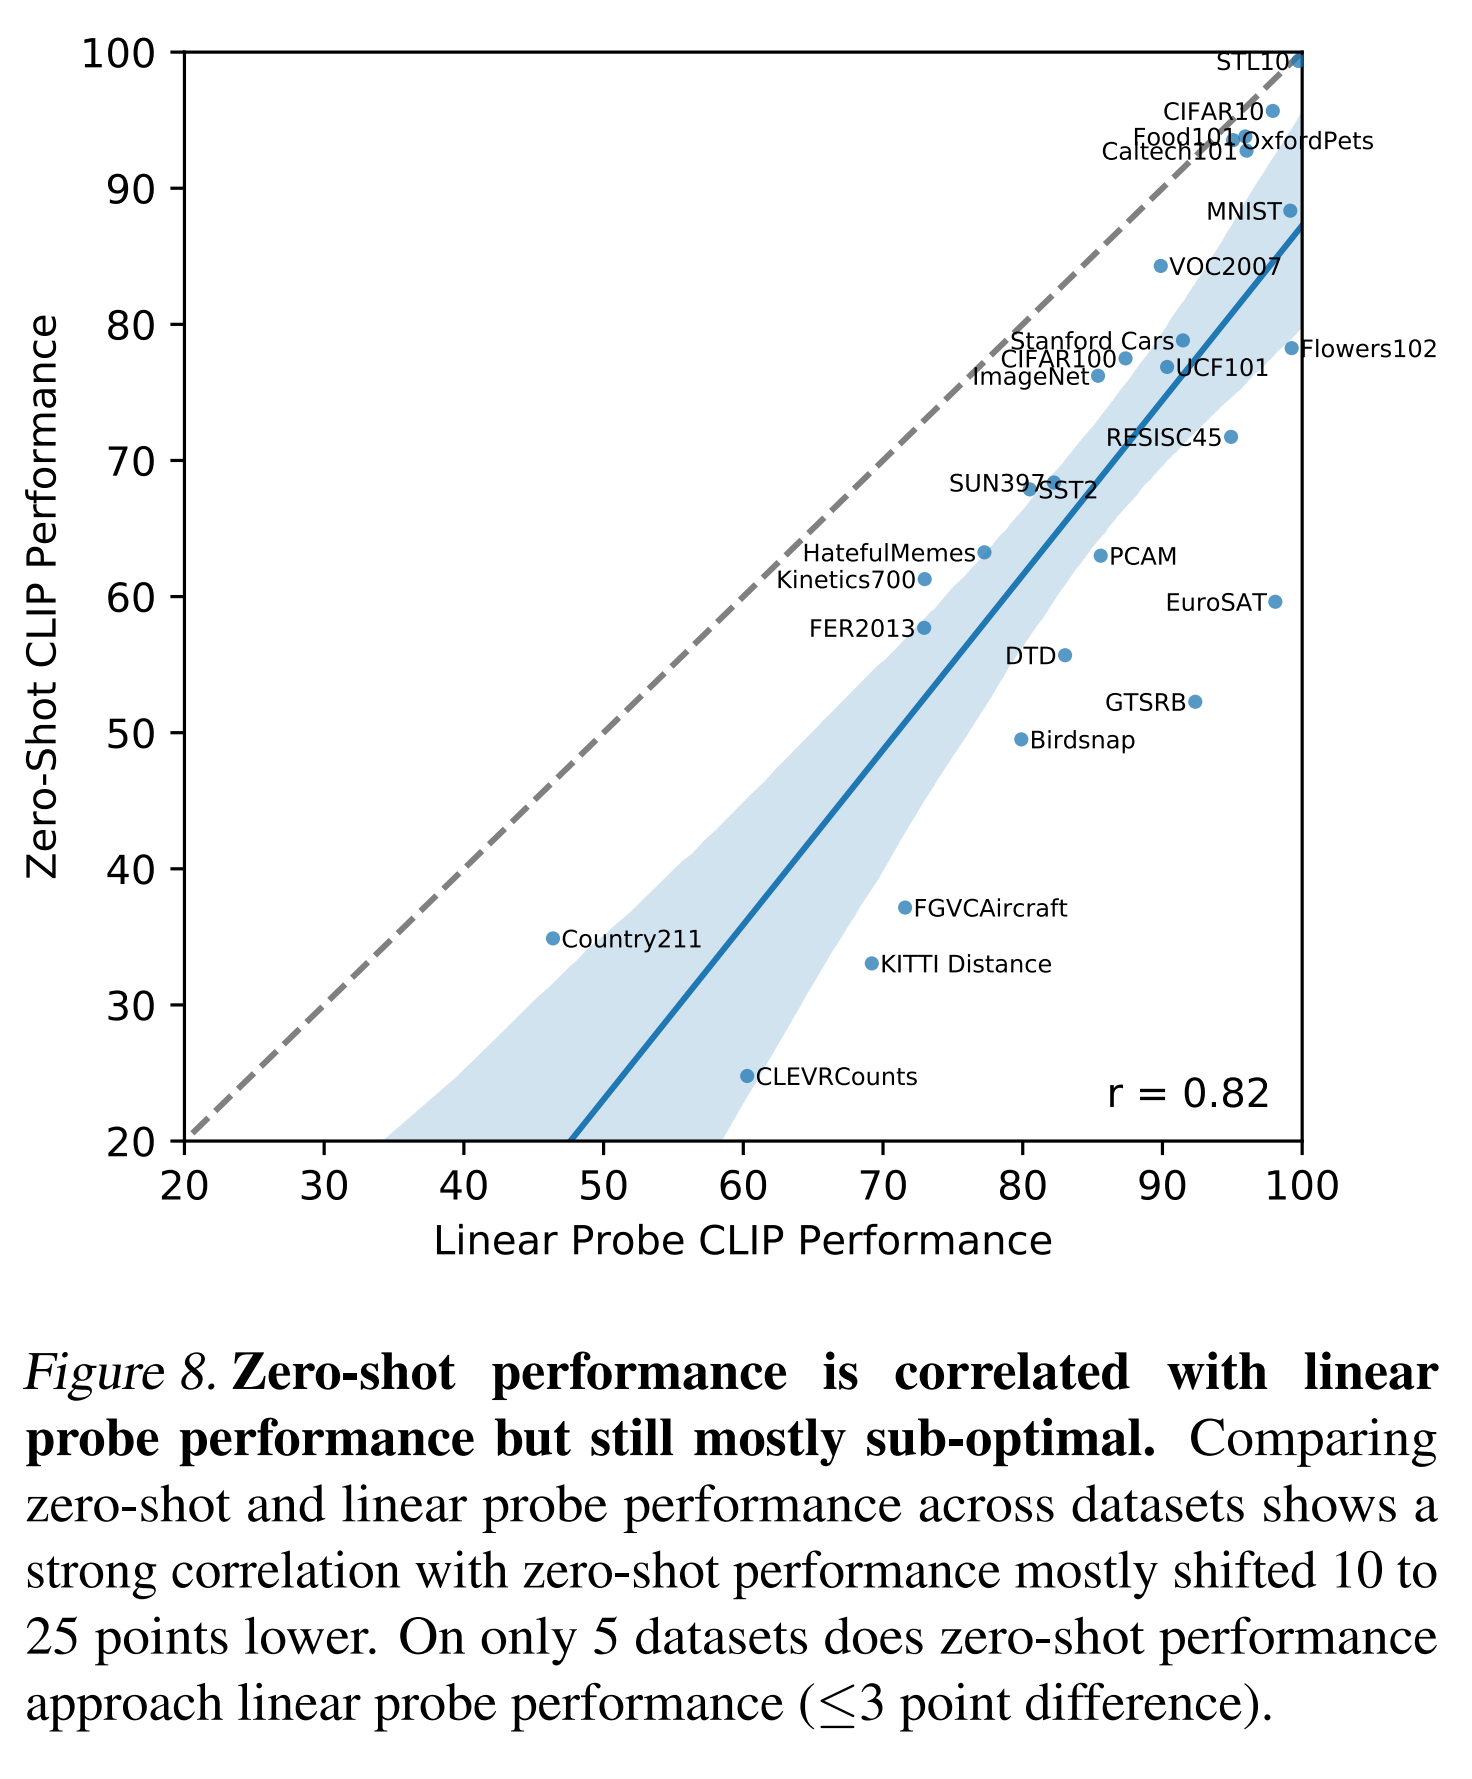 100
90
80
70
60
50
40
30
20
Zero-Shot CLIP Performance
STL10
CIFAR10
Food101
OxfordPets
Caltech101
MNIST
VOC2007
Stanford Cars
Flowers102
CIFAR100
UCF101
ImageNet
RESISC45
SUN397
SST2
HatefulMemes
PCAM
Kinetics700
EuroSAT
FER2013
DTD
GTSRB
Birdsnap
FGVCAircraft
Country211
KITTI Distance
CLEVRCounts
r = 0.82
20 30 40 50 60 70 80 90 100
Linear Probe CLIP Performance
Figure 8. Zero-shot performance is correlated with linear
probe performance but still mostly sub-optimal. Comparing
zero-shot and linear probe performance across datasets shows a
strong correlation with zero-shot performance mostly shifted 10 to
25 points lower. On only 5 datasets does zero-shot performance
approach linear probe performance (≤3 point difference).